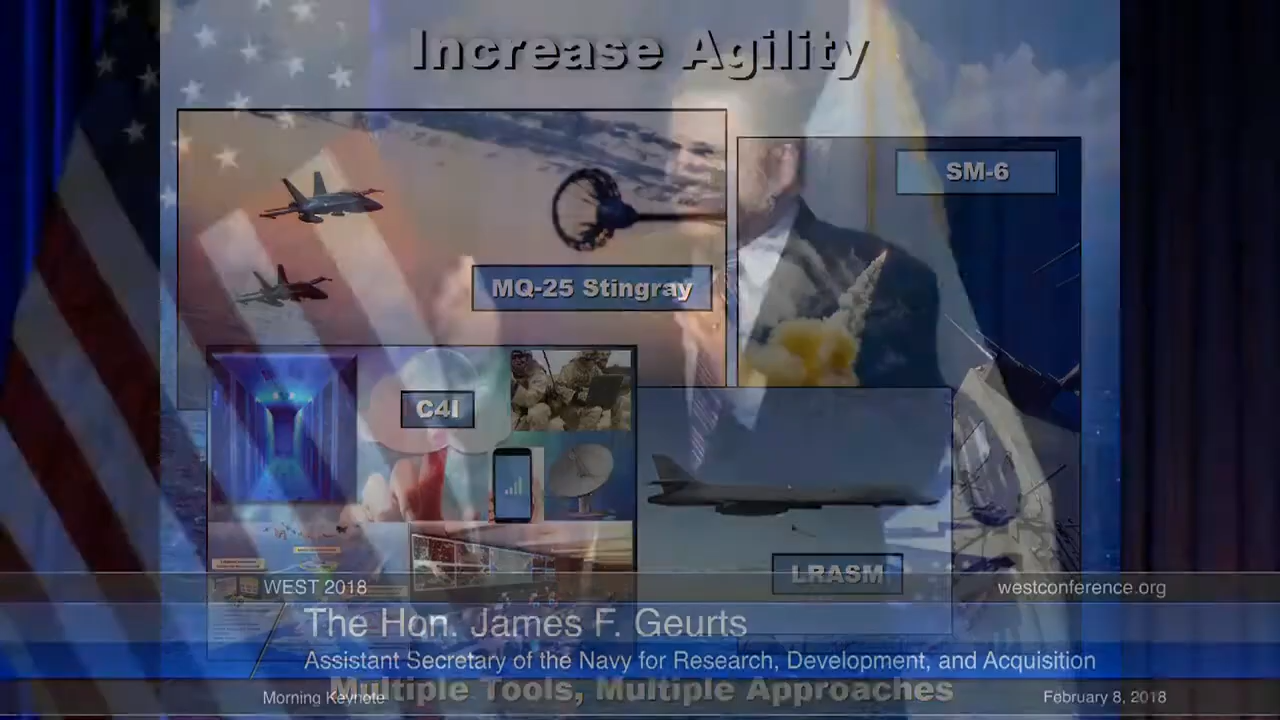 Increase Agility
SM-6
MQ-25 Stingray
C4I
LRASM
WEST 2018
westconference.org
The Hon. James F. Geurts
Assistant Secretary of the Navy for Research, Development, and Acquisition
Multiple Tools, Multiple Approaches
Morning Keynote
February 8, 2018